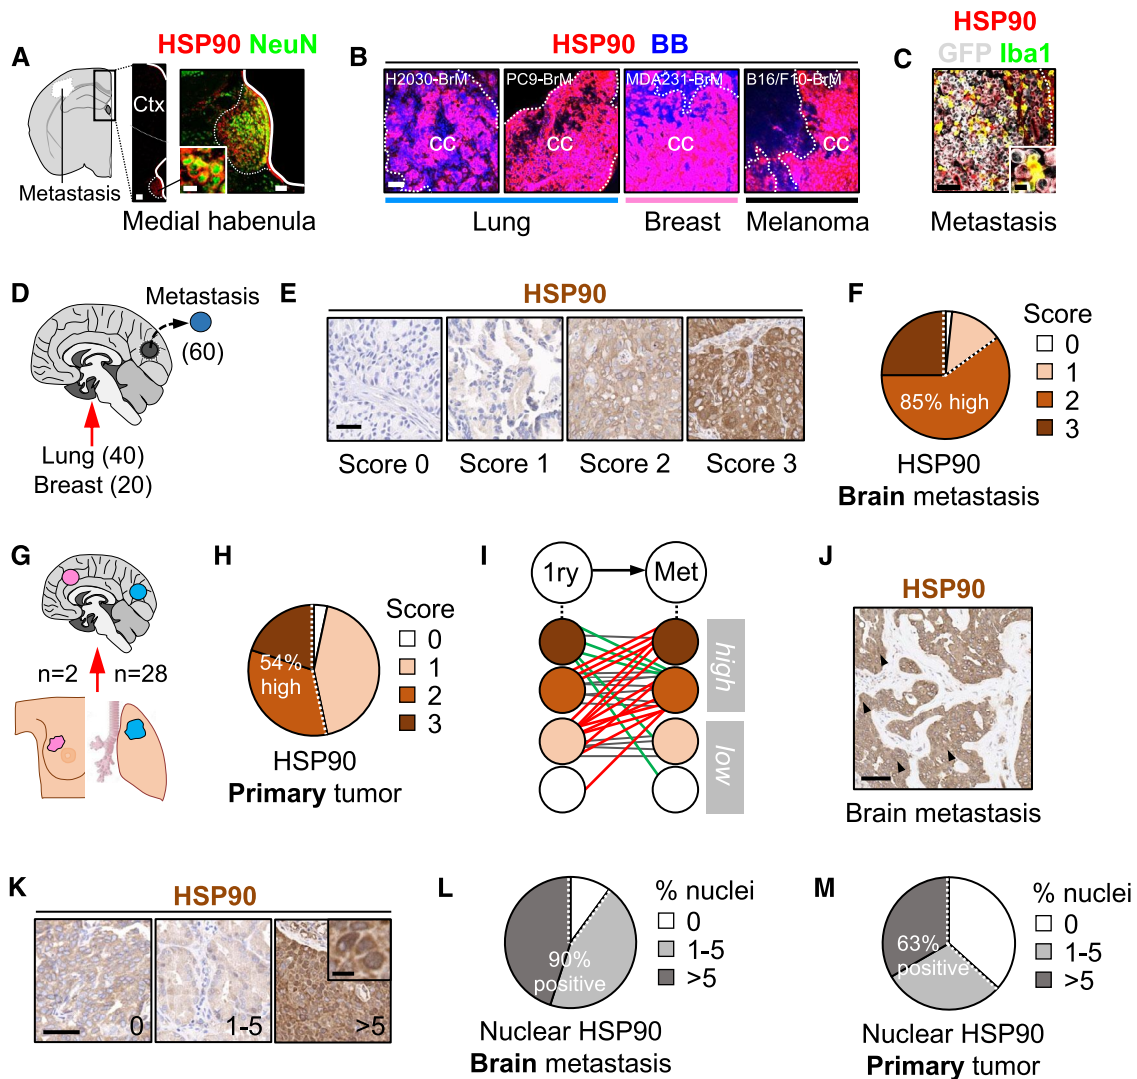 A
HSP90 NeuN
Ctx
Metastasis
Medial habenula
B
HSP90 BB
H2030-BrM
PC9-BrM
MDA231-BrM
B16/F10-BrM
CC
CC
CC
CC
Lung
Breast
Melanoma
C
HSP90
GFP Iba1
Metastasis
D
Metastasis
(60)
Lung (40)
Breast (20)
E
HSP90
Score 0
Score 1
Score 2
Score 3
F
Score
0
1
2
3
85% high
HSP90
Brain metastasis
G
n=2
n=28
H
Score
0
1
2
3
54%
high
HSP90
Primary tumor
I
1ry
Met
high
low
J
HSP90
Brain metastasis
K
HSP90
0
1-5
>5
L
% nuclei
0
1-5
>5
90%
positive
Nuclear HSP90
Brain metastasis
M
% nuclei
0
1-5
>5
63%
positive
Nuclear HSP90
Primary tumor